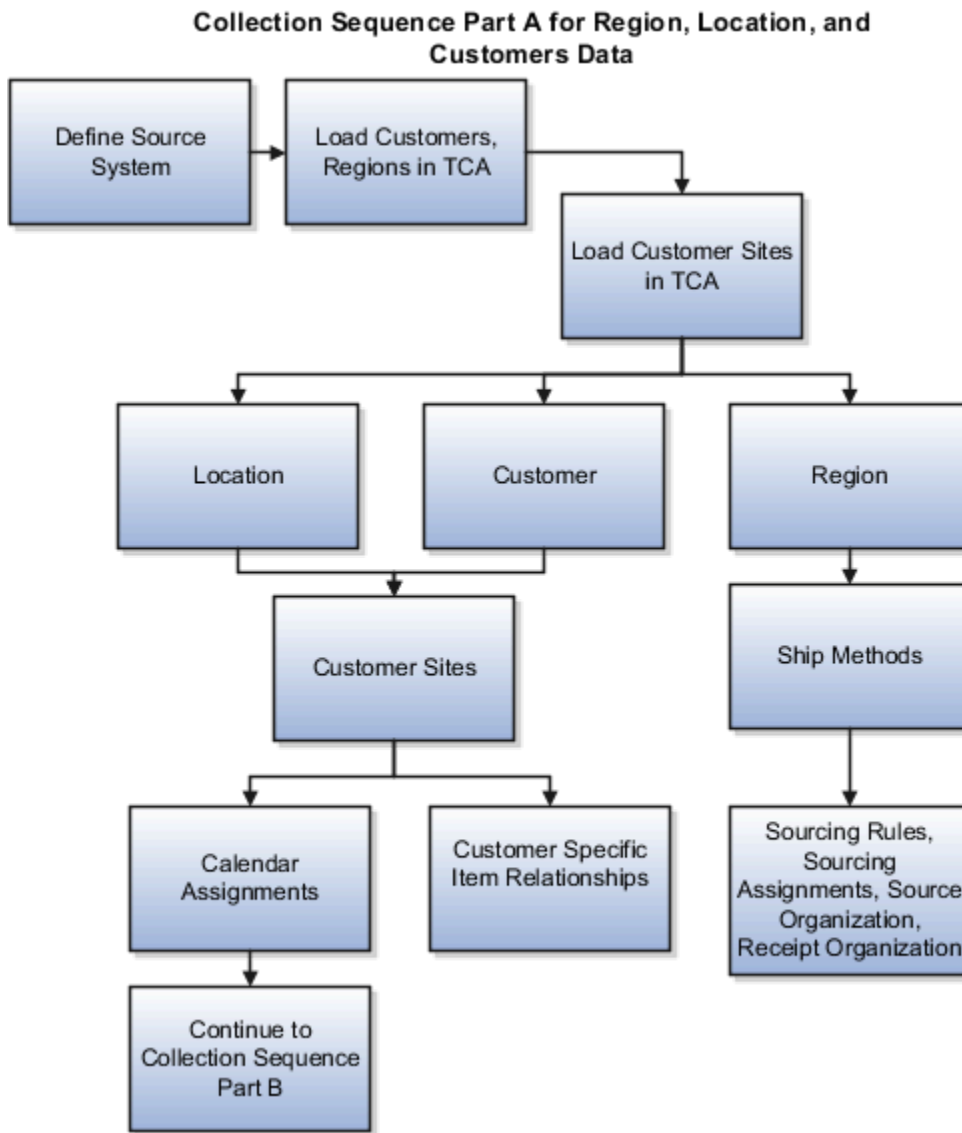 Collection Sequence Part A for Region, Location, and
Customers Data
Define Source
System
Load Customers,
Regions in TCA
Load Customer Sites
in TCA
Location
Customer
Region
Customer Sites
Ship Methods
Calendar
Assignments
Customer Specific
Item Relationships
Sourcing Rules,
Sourcing
Assignments, Source
Organization,
Receipt Organization
Continue to
Collection Sequence
Part B